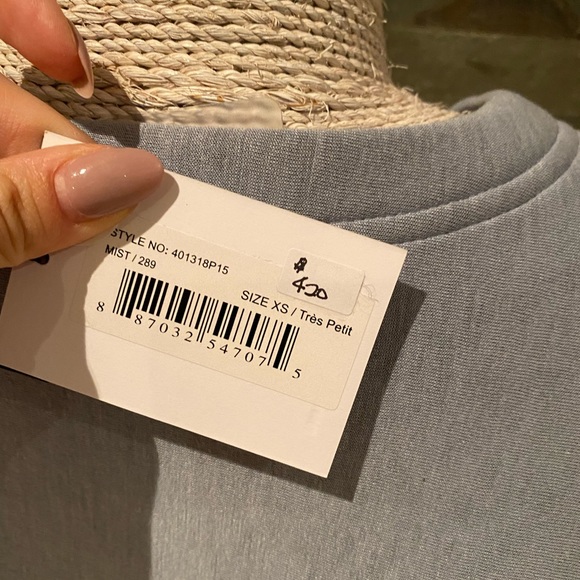 STYLE NO: 401318P15
MIST / 289
$
420
SIZE XS / Très Petit
8 87032 54707 5